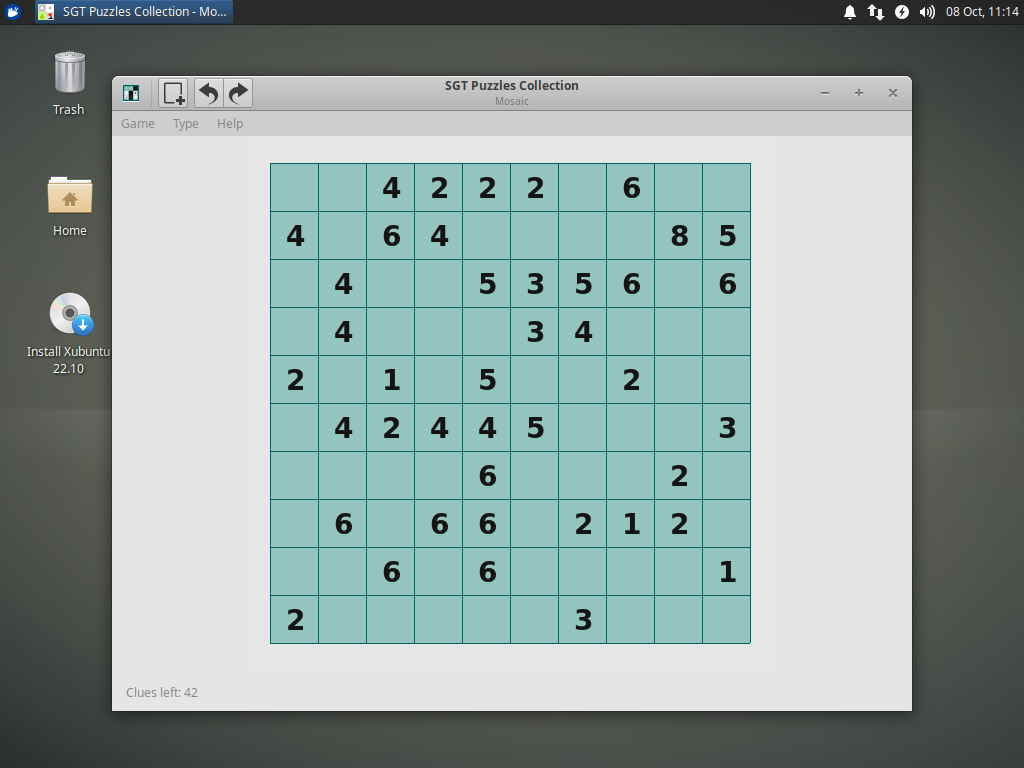 SGT Puzzles Collection - Mo...
08 Oct, 11:14
Trash
Home
Install Xubuntu
22.10
SGT Puzzles Collection
Mosaic
Game Type Help
4 2 2 2 6
4 6 4 8 5
4 5 3 5 6 6
4 3 4
2 1 5 2
4 2 4 4 5 3
6 2
6 6 6 2 1 2
6 6 1
2 3
Clues left: 42